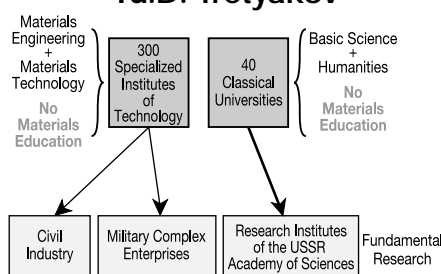 Yu.D. Tretyakov
Materials
Engineering
+
Materials
Technology
No
Materials
Education
300
Specialized
Institutes
of
Technology
40
Classical
Universities
Basic Science
+
Humanities
No
Materials
Education
Civil
Industry
Military Complex
Enterprises
Research Institutes
of the USSR
Academy of Sciences
Fundamental
Research